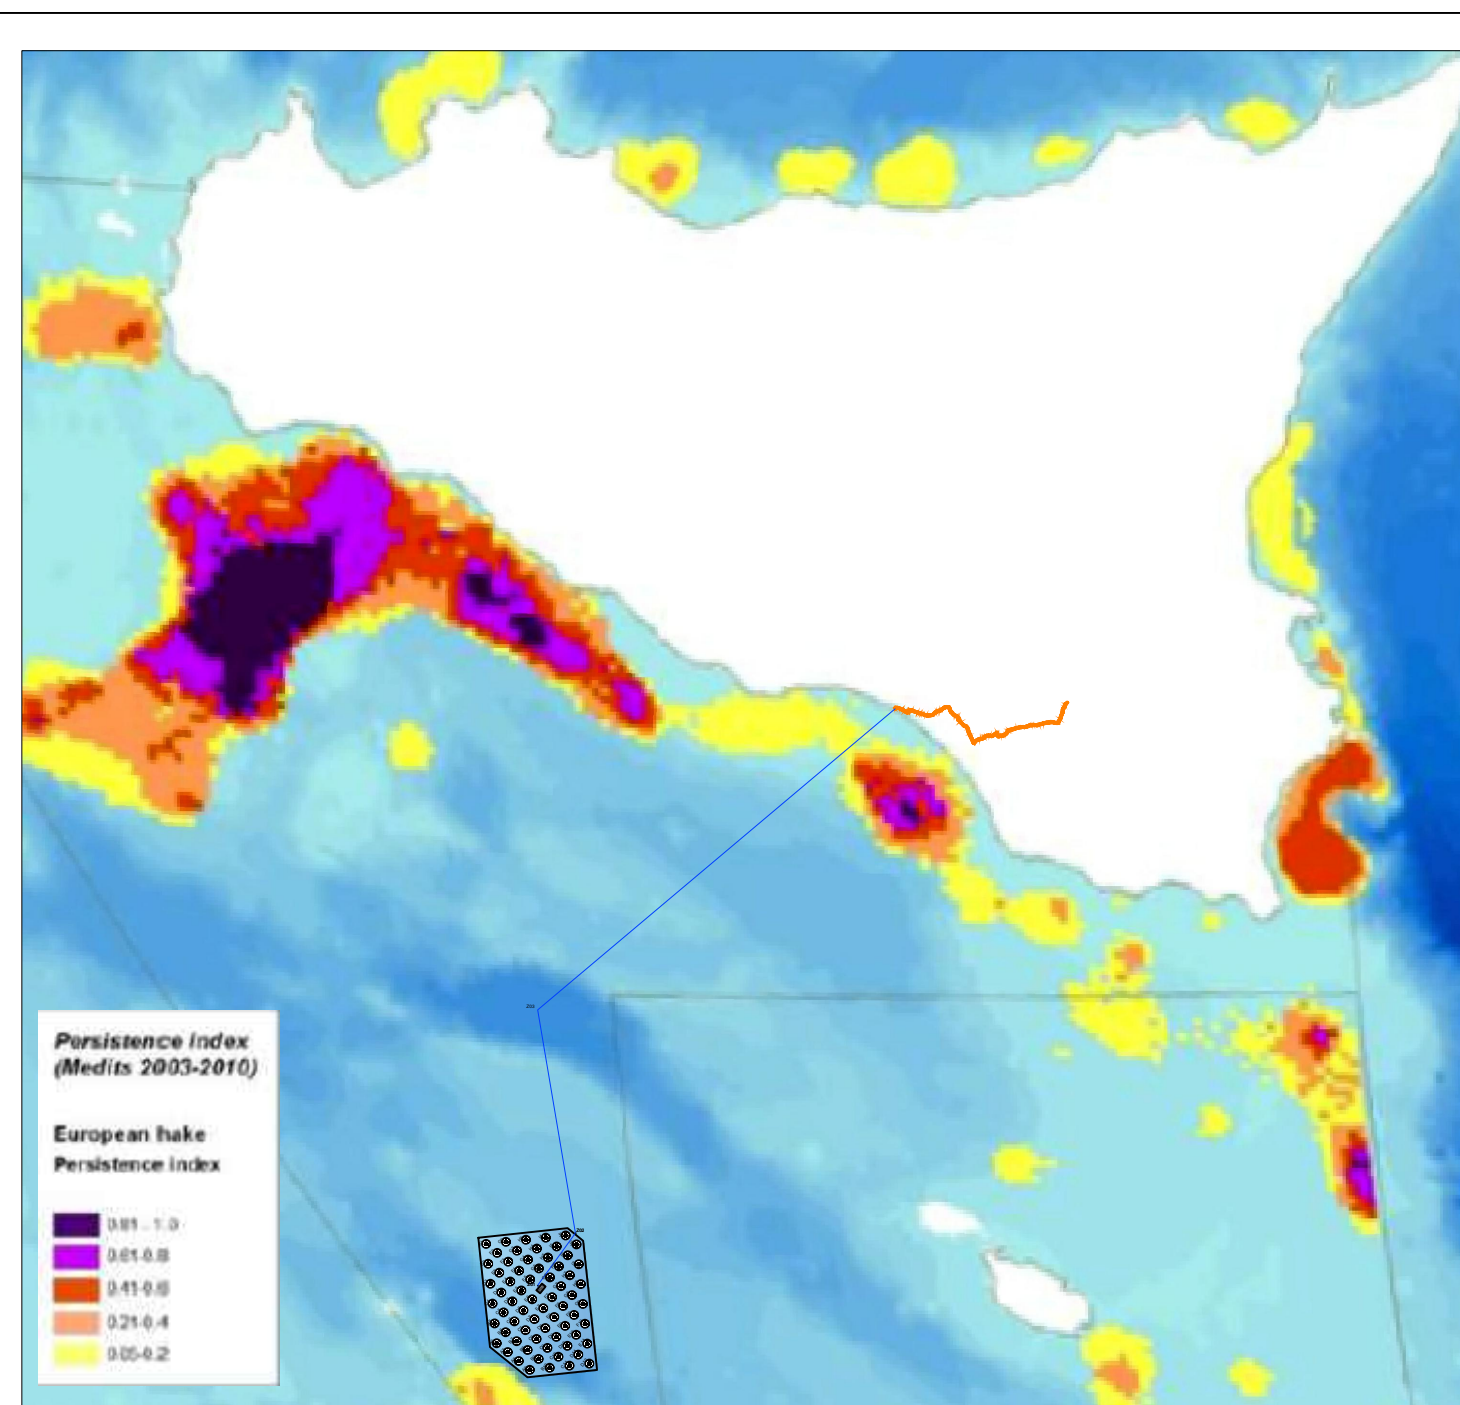 Persistence Index
(Medits 2003-2010)
European hake
Persistence index
0.81 - 1.0
0.61-0.8
0.41-0.6
0.21-0.4
0.05-0.2